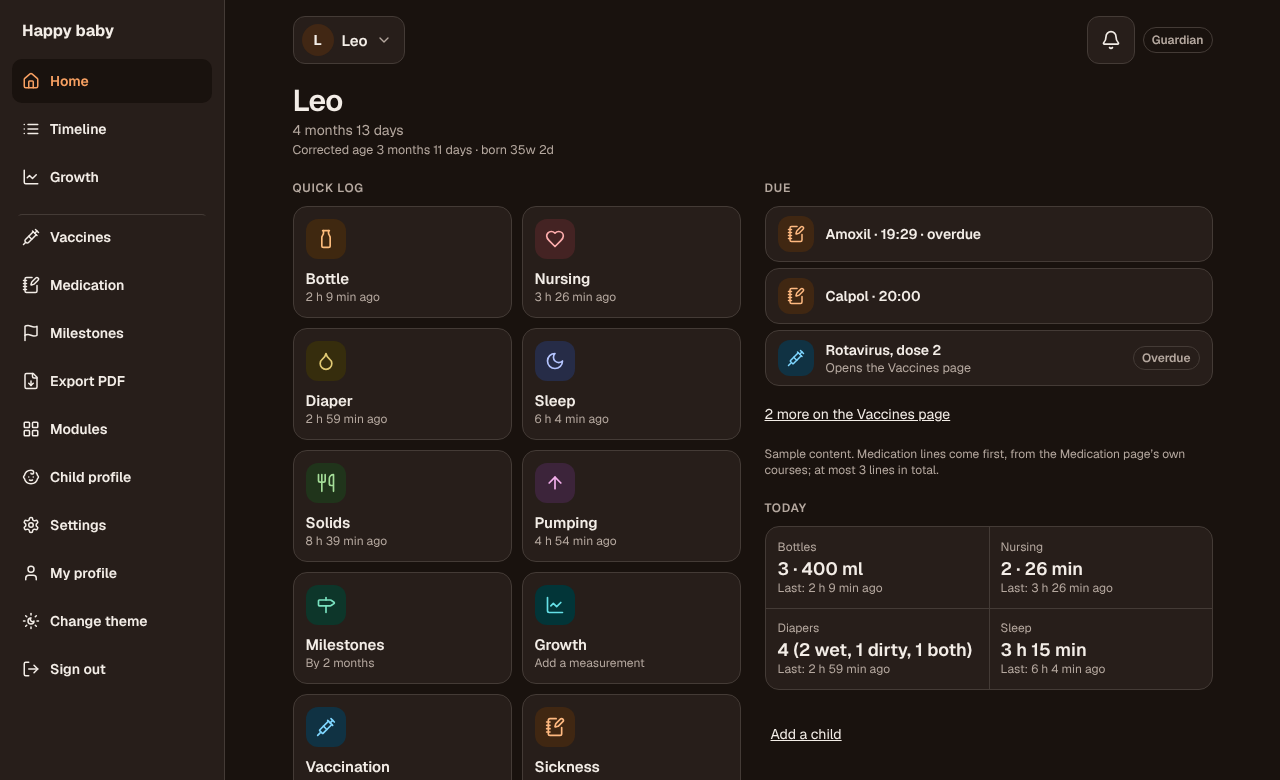 Happy baby
Home
Timeline
Growth
Vaccines
Medication
Milestones
Export PDF
Modules
Child profile
Settings
My profile
Change theme
Sign out
L Leo
Guardian
Leo
4 months 13 days
Corrected age 3 months 11 days · born 35w 2d
QUICK LOG
Bottle
2 h 9 min ago
Nursing
3 h 26 min ago
Diaper
2 h 59 min ago
Sleep
6 h 4 min ago
Solids
8 h 39 min ago
Pumping
4 h 54 min ago
Milestones
By 2 months
Growth
Add a measurement
Vaccination
Sickness
DUE
Amoxil · 19:29 · overdue
Calpol · 20:00
Rotavirus, dose 2
Opens the Vaccines page
Overdue
2 more on the Vaccines page
Sample content. Medication lines come first, from the Medication page's own
courses; at most 3 lines in total.
TODAY
Bottles
3 · 400 ml
Last: 2 h 9 min ago
Nursing
2 · 26 min
Last: 3 h 26 min ago
Diapers
4 (2 wet, 1 dirty, 1 both)
Last: 2 h 59 min ago
Sleep
3 h 15 min
Last: 6 h 4 min ago
Add a child